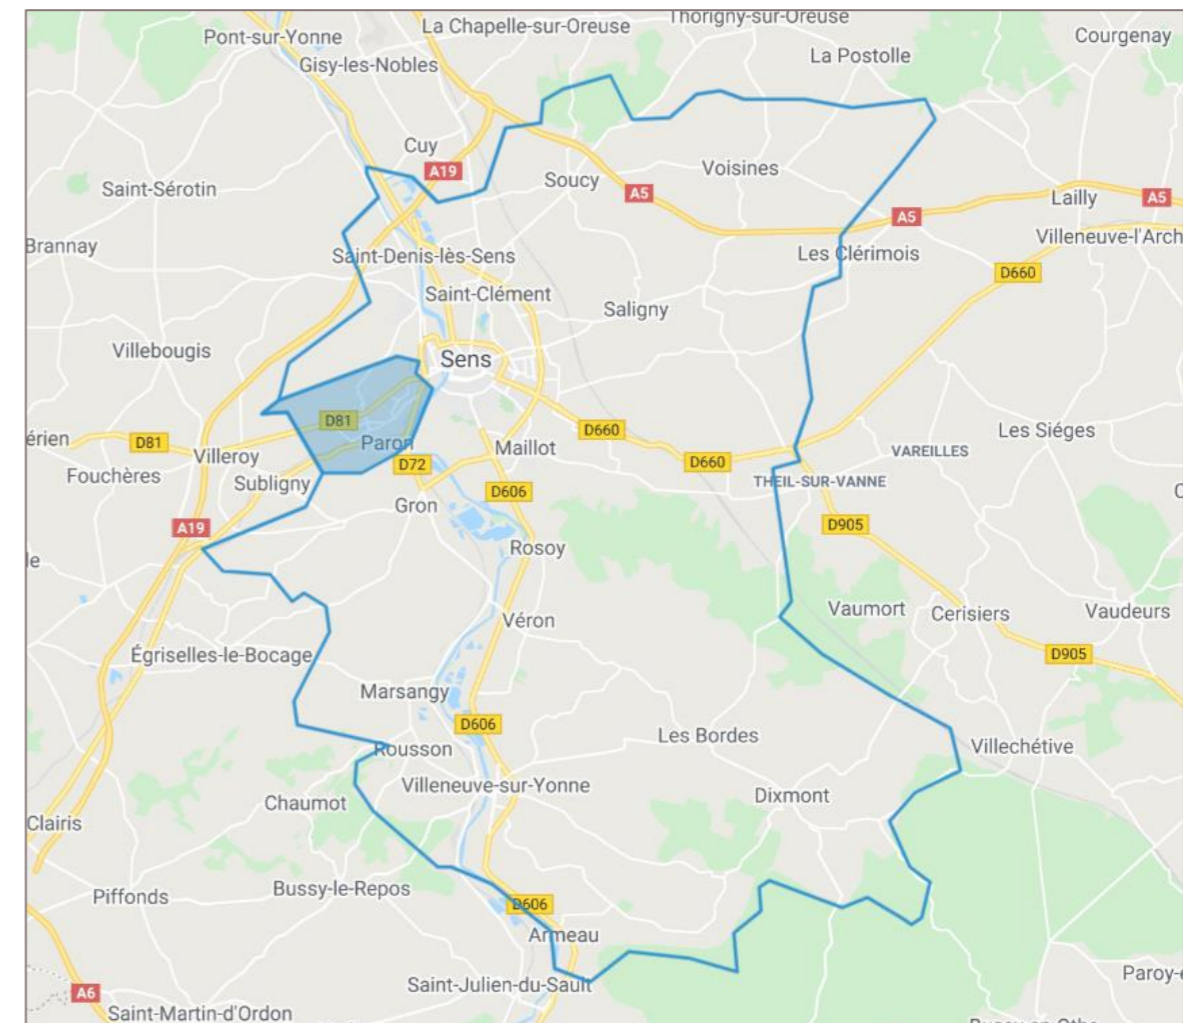 Thorigny-sur-Oreuse
La Chapelle-sur-Oreuse
Pont-sur-Yonne
Courgenay
La Postolle
Gisy-les-Nobles
Cuy
A19
Voisines
Soucy
Saint-Sérotin
A5
A5
Lailly
A5
Villeneuve-l'Arch
Brannay
Saint-Denis-lès-Sens
Les Clérimois
D660
Saint-Clément
Saligny
Villebougis
Sens
D81
D660
Les Siéges
érien
D81
Paron
Maillot
VAREILLES
Villeroy
D72
D660
Fouchères
Subligny
THEIL-SUR-VANNE
D606
Gron
A19
D905
Rosoy
le
Vaumort
Cerisiers
Vaudeurs
Véron
Égriselles-le-Bocage
D905
Marsangy
D606
Les Bordes
Rousson
Villechétive
Villeneuve-sur-Yonne
Chaumot
Dixmont
Clairis
Bussy-le-Repos
Piffonds
D606
Armeau
Saint-Julien-du-Sault
Paroy-e
A6
Saint-Martin-d'Ordon